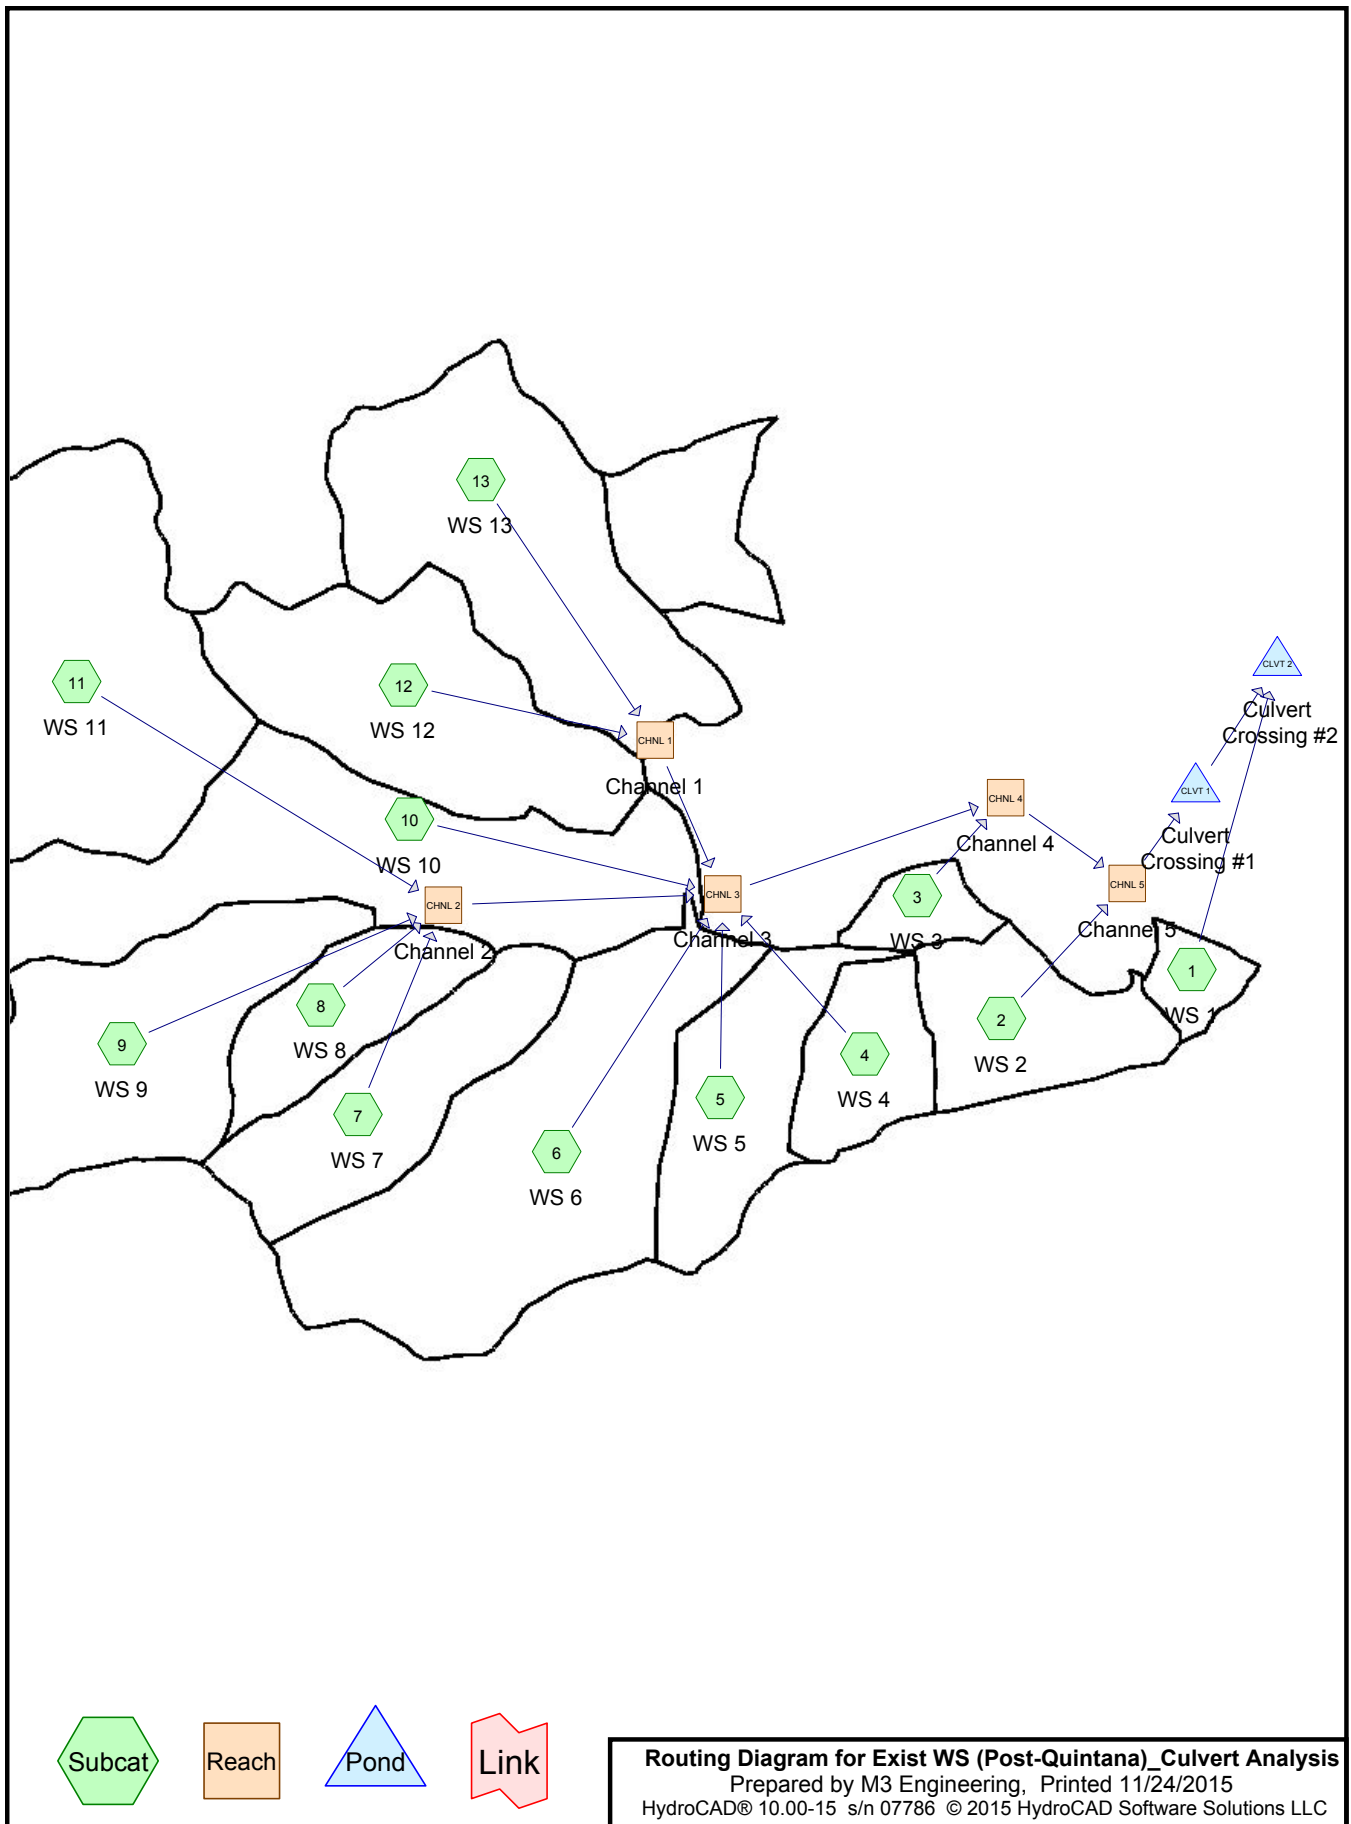 13
WS 13
11
WS 11
12
WS 12
CHNL 1
Channel 1
CLVT 2
Culvert
Crossing #2
CLVT 1
Culvert
Crossing #1
CHNL 4
Channel 4
10
WS 10
CHNL 2
Channel 2
CHNL 3
Channel 3
3
WS 3
CHNL 5
Channel 5
1
WS 1
8
WS 8
9
WS 9
2
WS 2
4
WS 4
5
WS 5
7
WS 7
6
WS 6
Subcat
Reach
Pond
Link
Routing Diagram for Exist WS (Post-Quintana)_Culvert Analysis
Prepared by M3 Engineering, Printed 11/24/2015
HydroCAD® 10.00-15 s/n 07786 © 2015 HydroCAD Software Solutions LLC